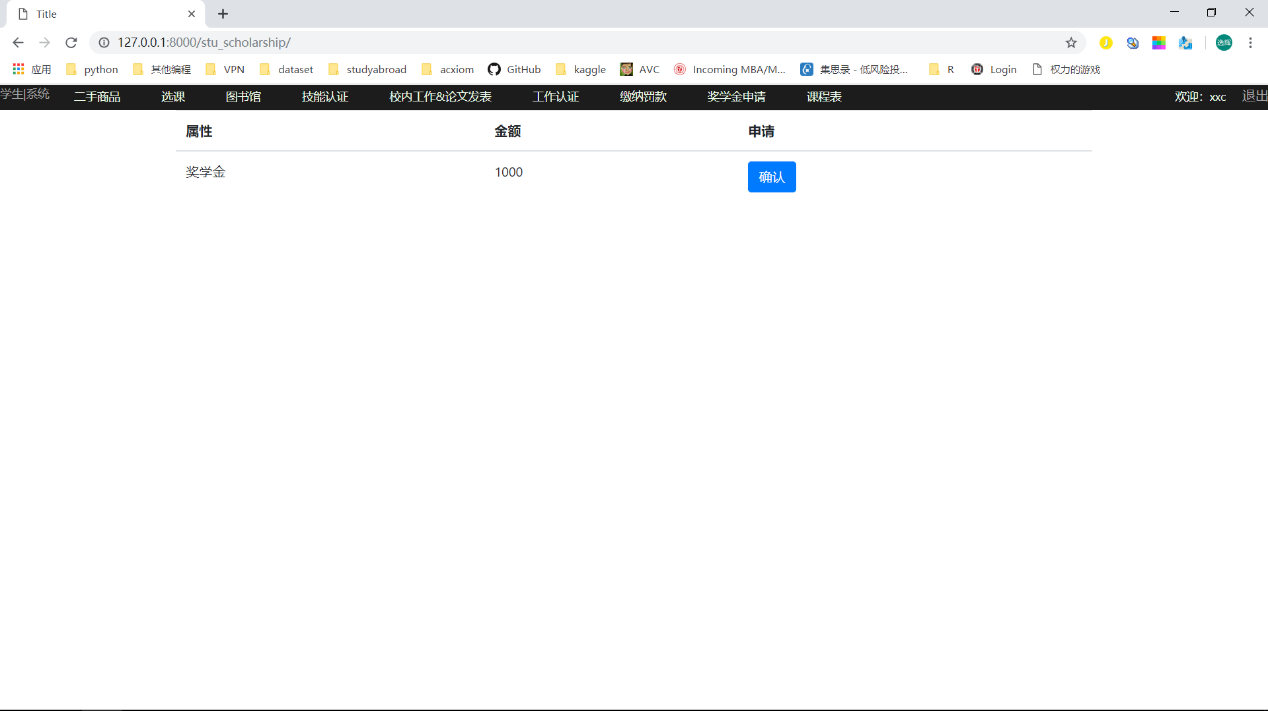 Title
127.0.0.1:8000/stu_scholarship/
应用 python 其他编程 VPN dataset studyabroad acxiom GitHub kaggle AVC Incoming MBA/M... 集思录 - 低风险投... R Login 权力的游戏
学生|系统 二手商品 选课 图书馆 技能认证 校内工作&论文发表 工作认证 缴纳罚款 奖学金申请 课程表 欢迎：xxc 退出
属性 金额 申请
奖学金 1000 确认